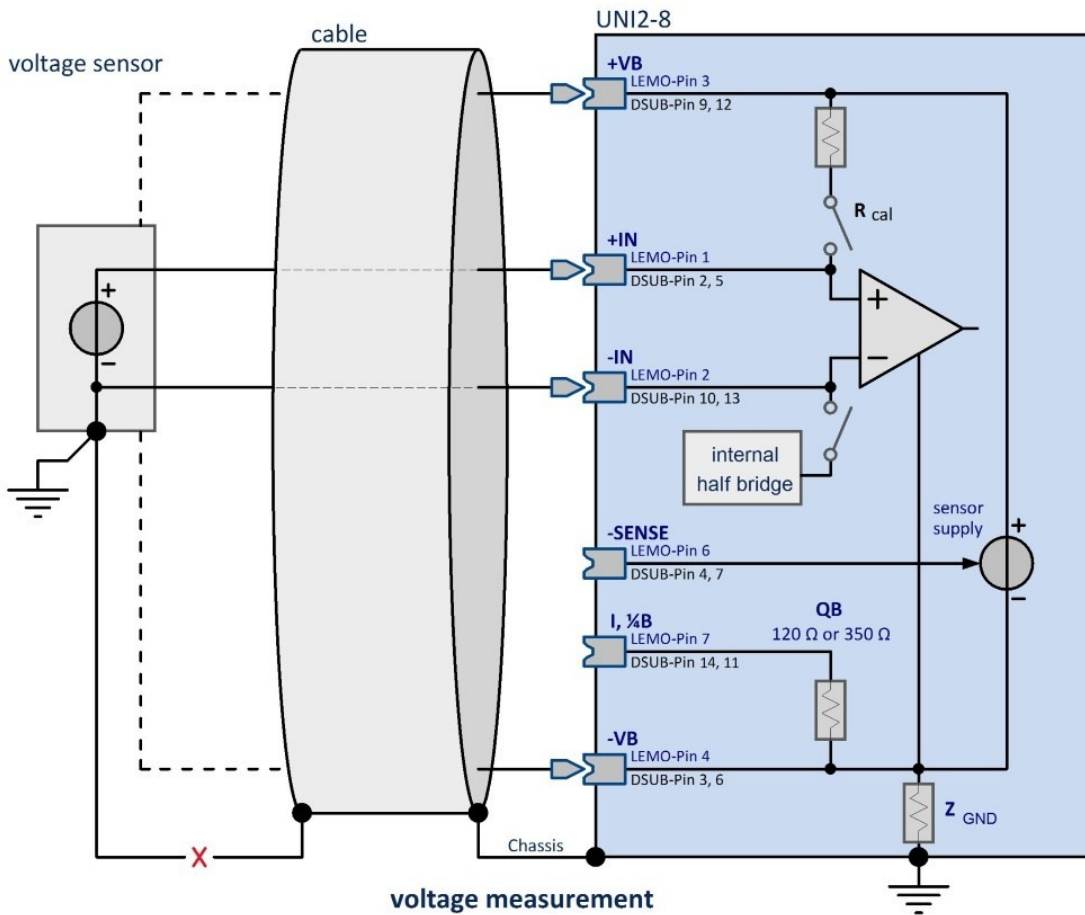 UNI2-8
cable
voltage sensor
+VB
LEMO-Pin 3
DSUB-Pin 9, 12
R cal
+IN
LEMO-Pin 1
DSUB-Pin 2, 5
+
+
−
−
-IN
LEMO-Pin 2
DSUB-Pin 10, 13
internal
half bridge
-SENSE
LEMO-Pin 6
DSUB-Pin 4, 7
sensor
supply
+
−
I, ¼B
LEMO-Pin 7
DSUB-Pin 14, 11
QB
120 Ω or 350 Ω
-VB
LEMO-Pin 4
DSUB-Pin 3, 6
Z GND
X
Chassis
voltage measurement